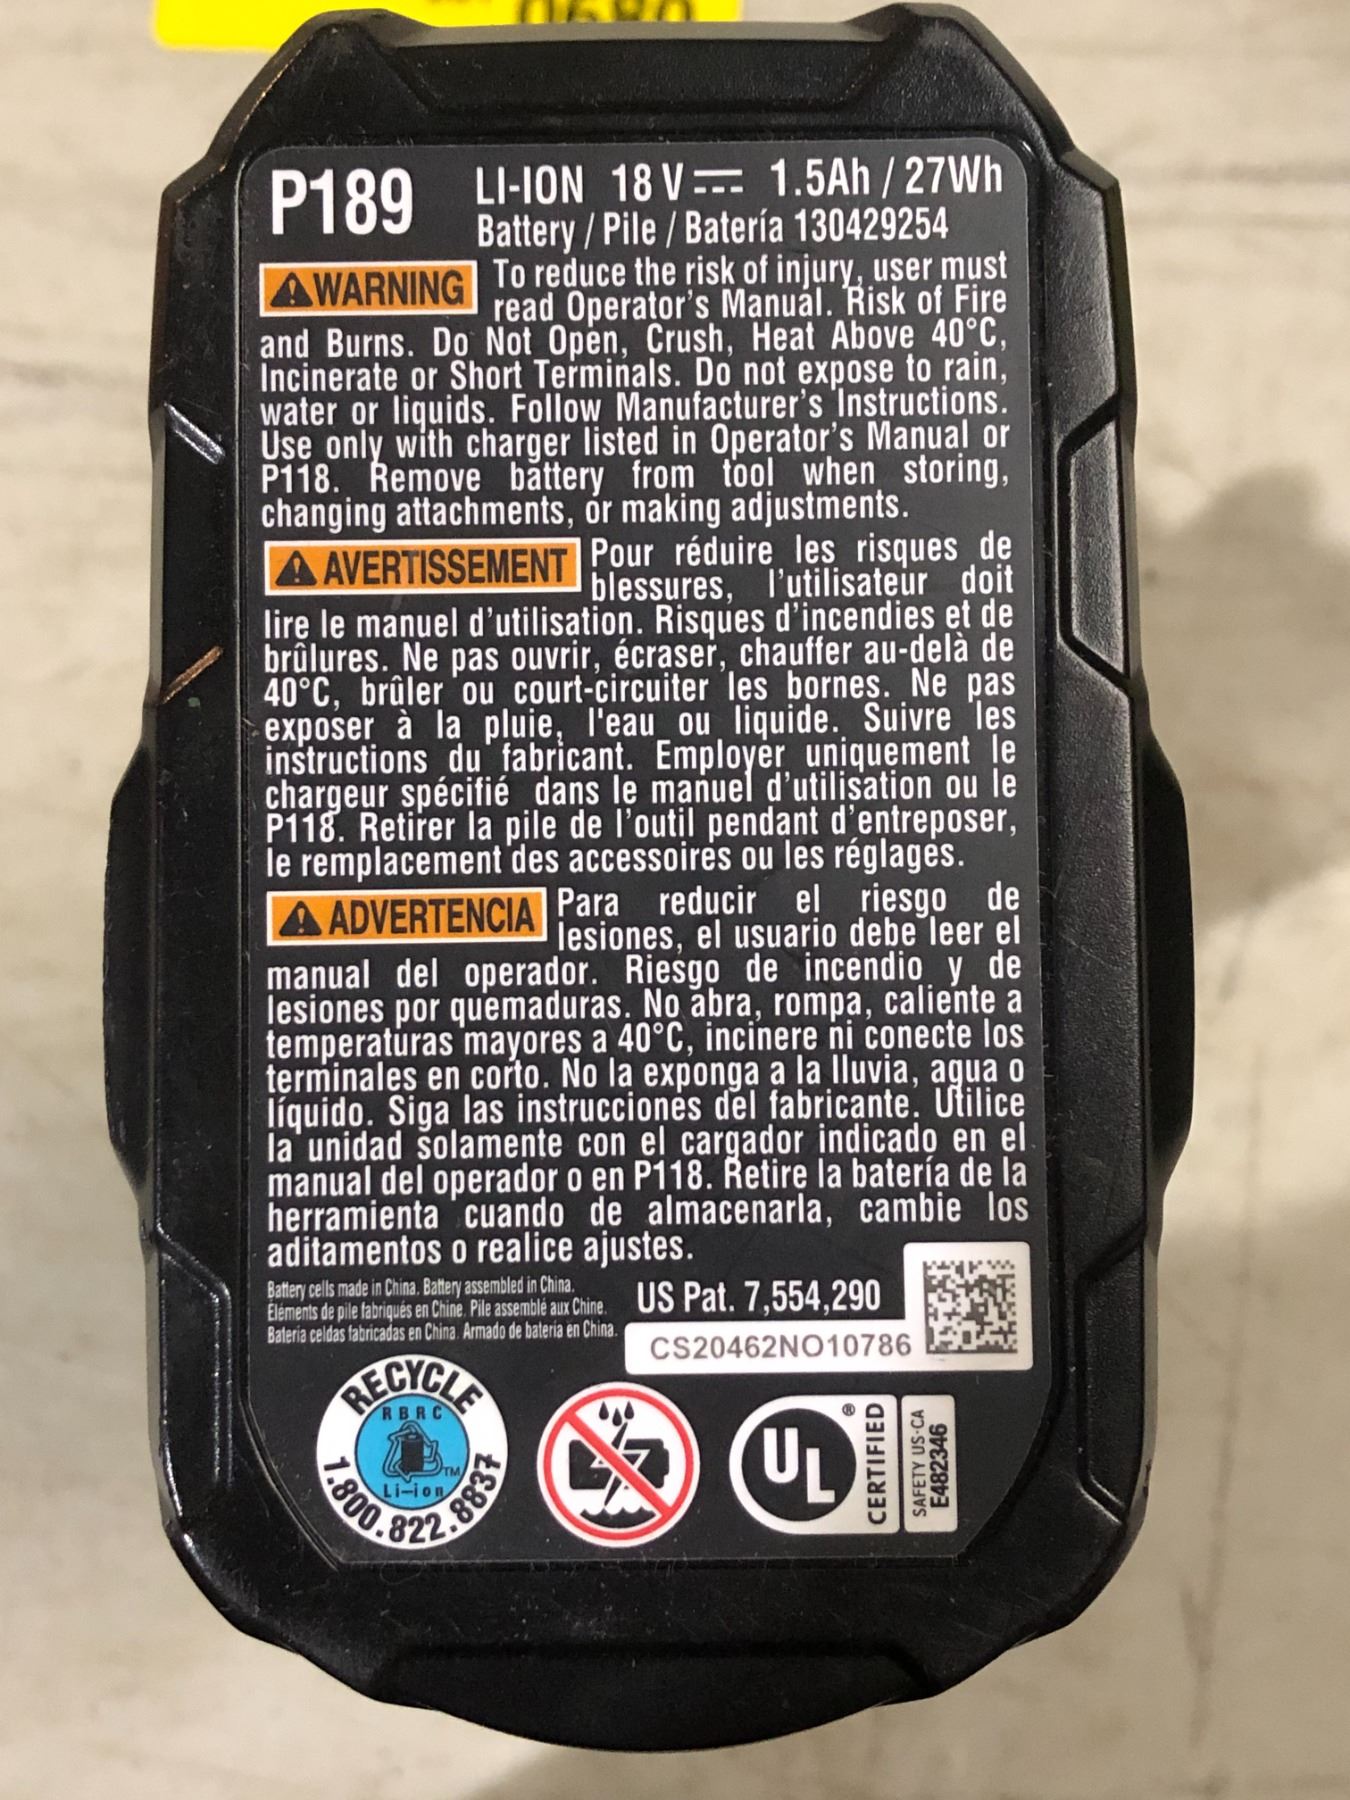 P189 LI-ION 18 V 1.5Ah / 27Wh
Battery / Pile / Batería 130429254
WARNING To reduce the risk of injury, user must
read Operator's Manual. Risk of Fire
and Burns. Do Not Open, Crush, Heat Above 40°C,
Incinerate or Short Terminals. Do not expose to rain,
water or liquids. Follow Manufacturer's Instructions.
Use only with charger listed in Operator's Manual or
P118. Remove battery from tool when storing,
changing attachments, or making adjustments.
AVERTISSEMENT Pour réduire les risques de
blessures, l'utilisateur doit
lire le manuel d'utilisation. Risques d'incendies et de
brûlures. Ne pas ouvrir, écraser, chauffer au-delà de
40°C, brûler ou court-circuiter les bornes. Ne pas
exposer à la pluie, l'eau ou liquide. Suivre les
instructions du fabricant. Employer uniquement le
chargeur spécifié dans le manuel d'utilisation ou le
P118. Retirer la pile de l'outil pendant d'entreposer,
le remplacement des accessoires ou les réglages.
ADVERTENCIA Para reducir el riesgo de
lesiones, el usuario debe leer el
manual del operador. Riesgo de incendio y de
lesiones por quemaduras. No abra, rompa, caliente a
temperaturas mayores a 40°C, incinere ni conecte los
terminales en corto. No la exponga a la lluvia, agua o
líquido. Siga las instrucciones del fabricante. Utilice
la unidad solamente con el cargador indicado en el
manual del operador o en P118. Retire la batería de la
herramienta cuando de almacenarla, cambie los
aditamentos o realice ajustes.
Battery cells made in China. Battery assembled in China.
Eléments de pile fabriqués en Chine. Pile assemblé aux Chine.
Bateria celdas fabricadas en China. Armado de bateria en China.
US Pat. 7,554,290
CS20462NO10786
RECYCLE
RBRC
TM
Li-ion
1.800.822.8837
UL ®
CERTIFIED
SAFETY US-CA
E482346